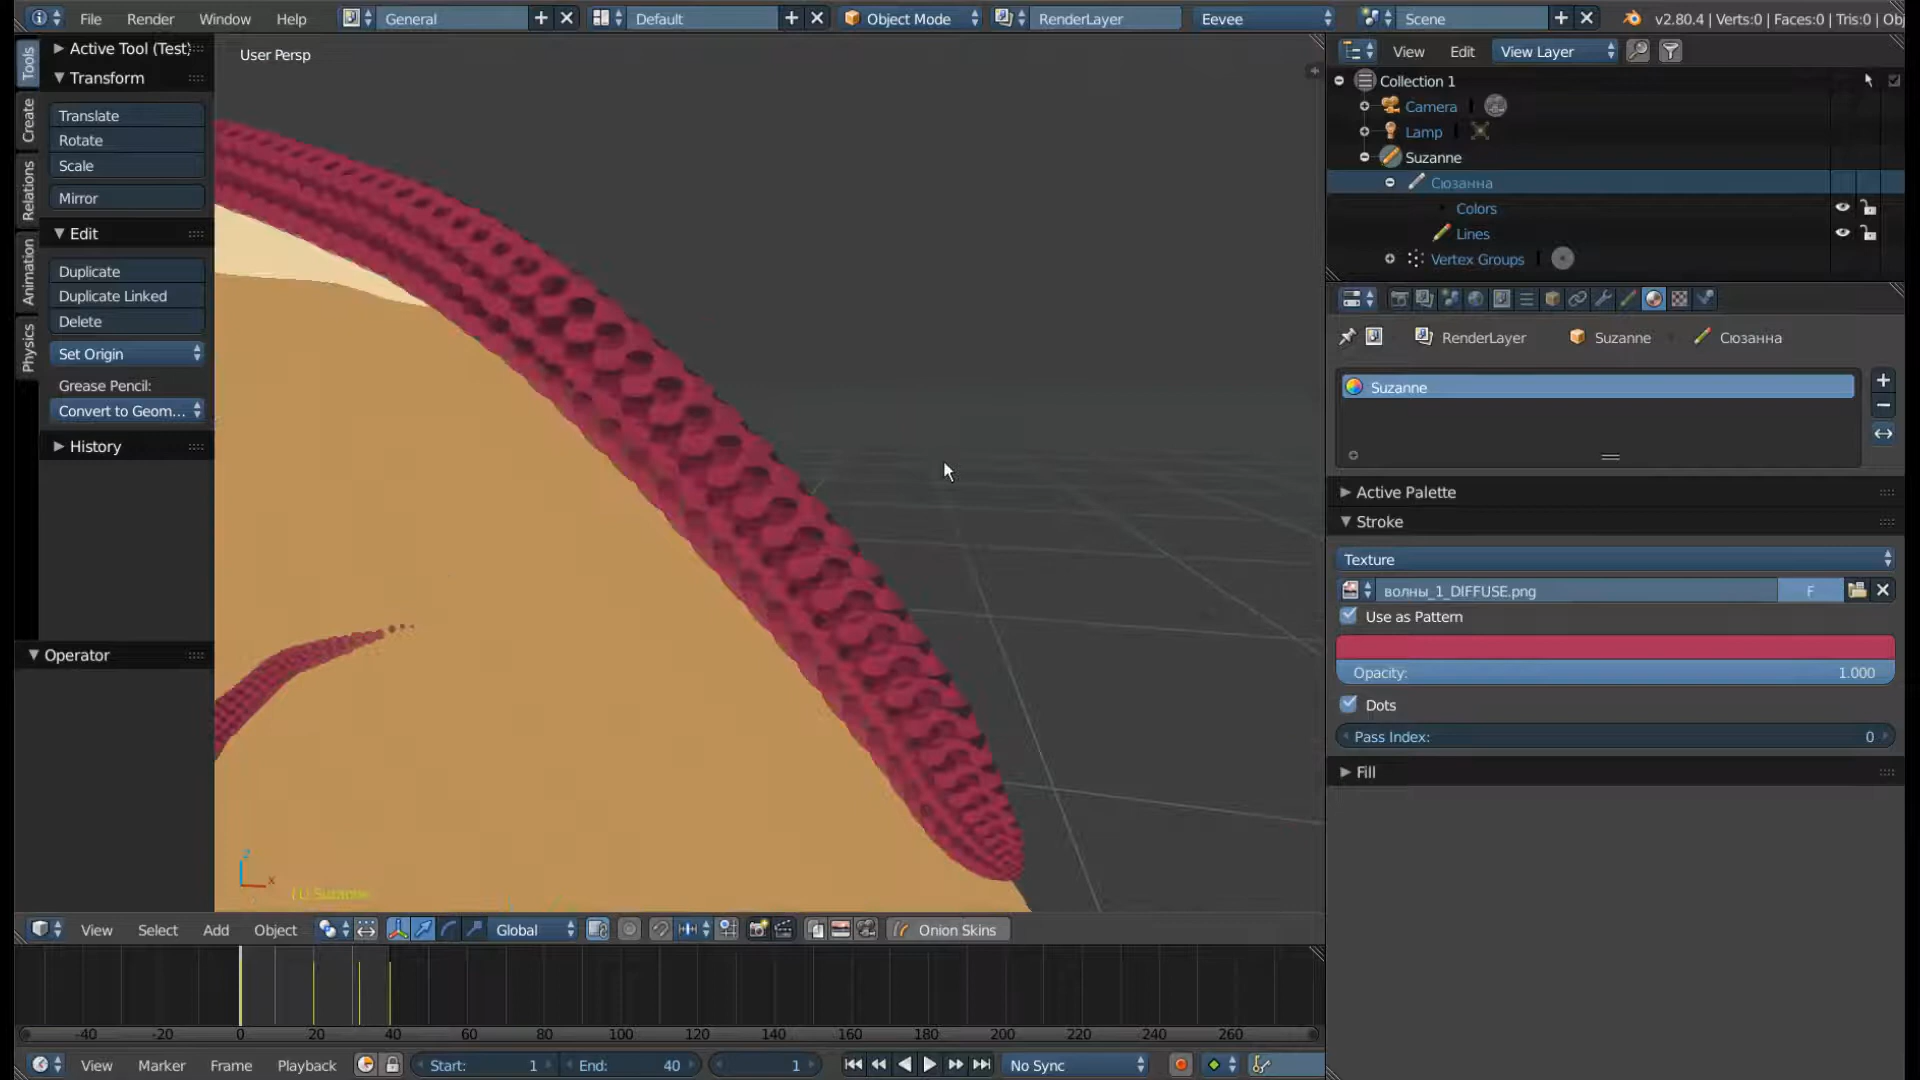 File Render Window Help General Default Object Mode RenderLayer Eevee Scene v2.80.4 | Verts:0 | Faces:0 | Tris:0 | Obj
Tools
Create
Relations
Animation
Physics
Active Tool (Test)
Transform
Translate
Rotate
Scale
Mirror
Edit
Duplicate
Duplicate Linked
Delete
Set Origin
Grease Pencil:
Convert to Geom...
History
Operator
User Persp
z
x
(1) Suzanne
View Edit View Layer
Collection 1
Camera
Lamp
Suzanne
Сюзанна
Colors
Lines
Vertex Groups
RenderLayer Suzanne Сюзанна
Suzanne
Active Palette
Stroke
Texture
волны_1_DIFFUSE.png F
Use as Pattern
Opacity: 1.000
Dots
Pass Index: 0
Fill
View Select Add Object Global Onion Skins
-40 -20 0 20 40 60 80 100 120 140 160 180 200 220 240 260
View Marker Frame Playback Start: 1 End: 40 1 No Sync